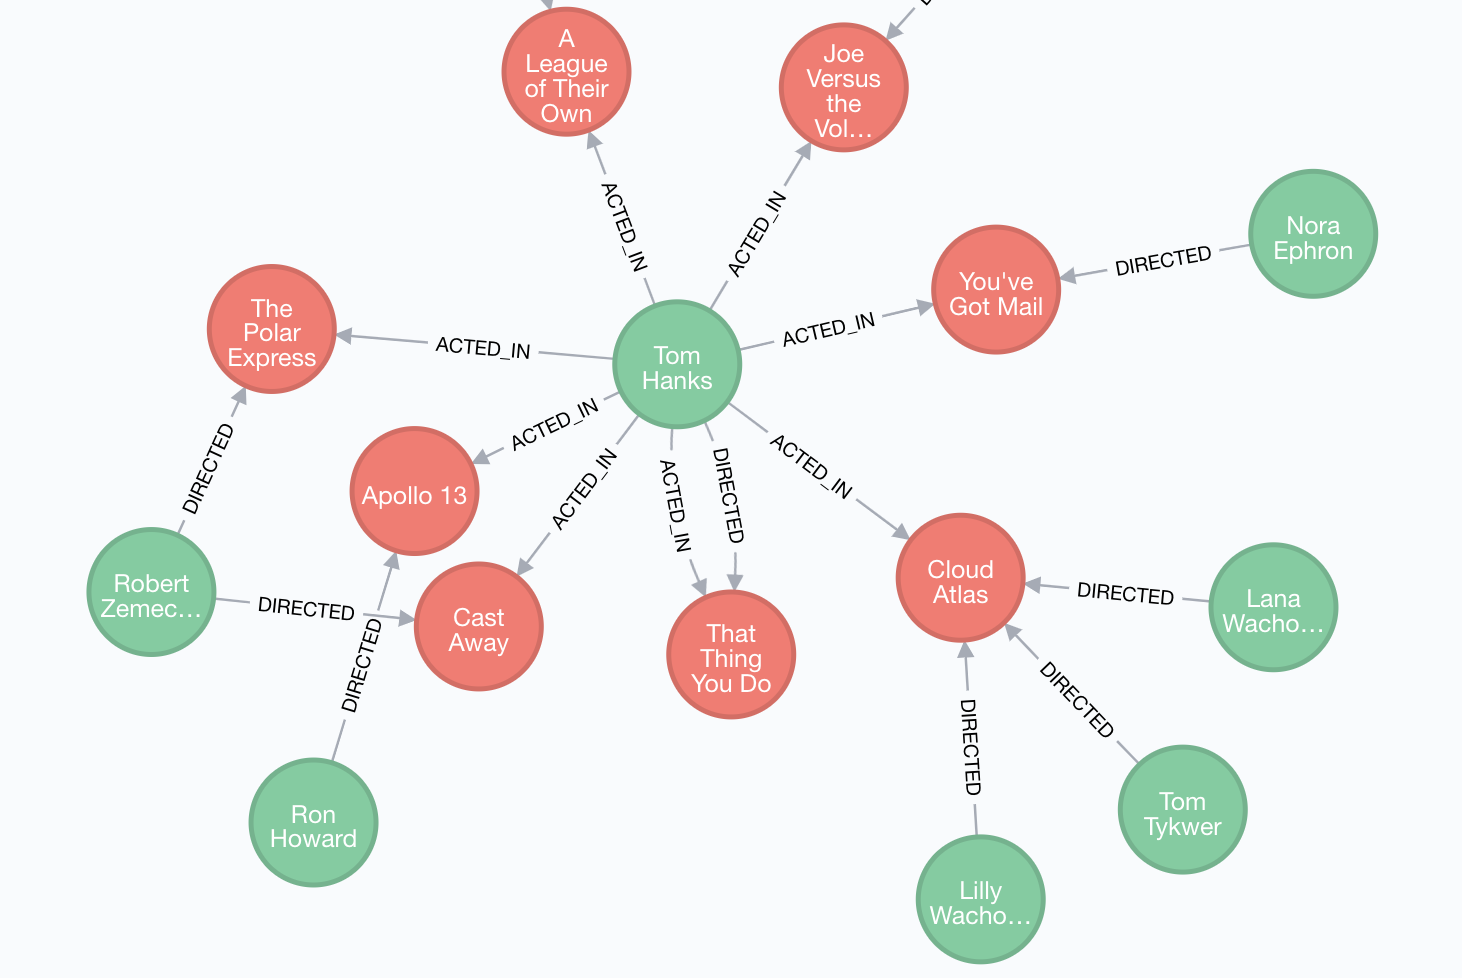 A
League
of Their
Own
Joe
Versus
the
Vol…
ACTED_IN
ACTED_IN
Nora
Ephron
DIRECTED
You've
Got Mail
ACTED_IN
The
Polar
Express
ACTED_IN
Tom
Hanks
ACTED_IN
ACTED_IN
ACTED_IN
DIRECTED
ACTED_IN
DIRECTED
Apollo 13
Robert
Zemec…
DIRECTED
Cast
Away
That
Thing
You Do
Cloud
Atlas
DIRECTED
Lana
Wacho…
DIRECTED
DIRECTED
DIRECTED
Ron
Howard
Tom
Tykwer
Lilly
Wacho…